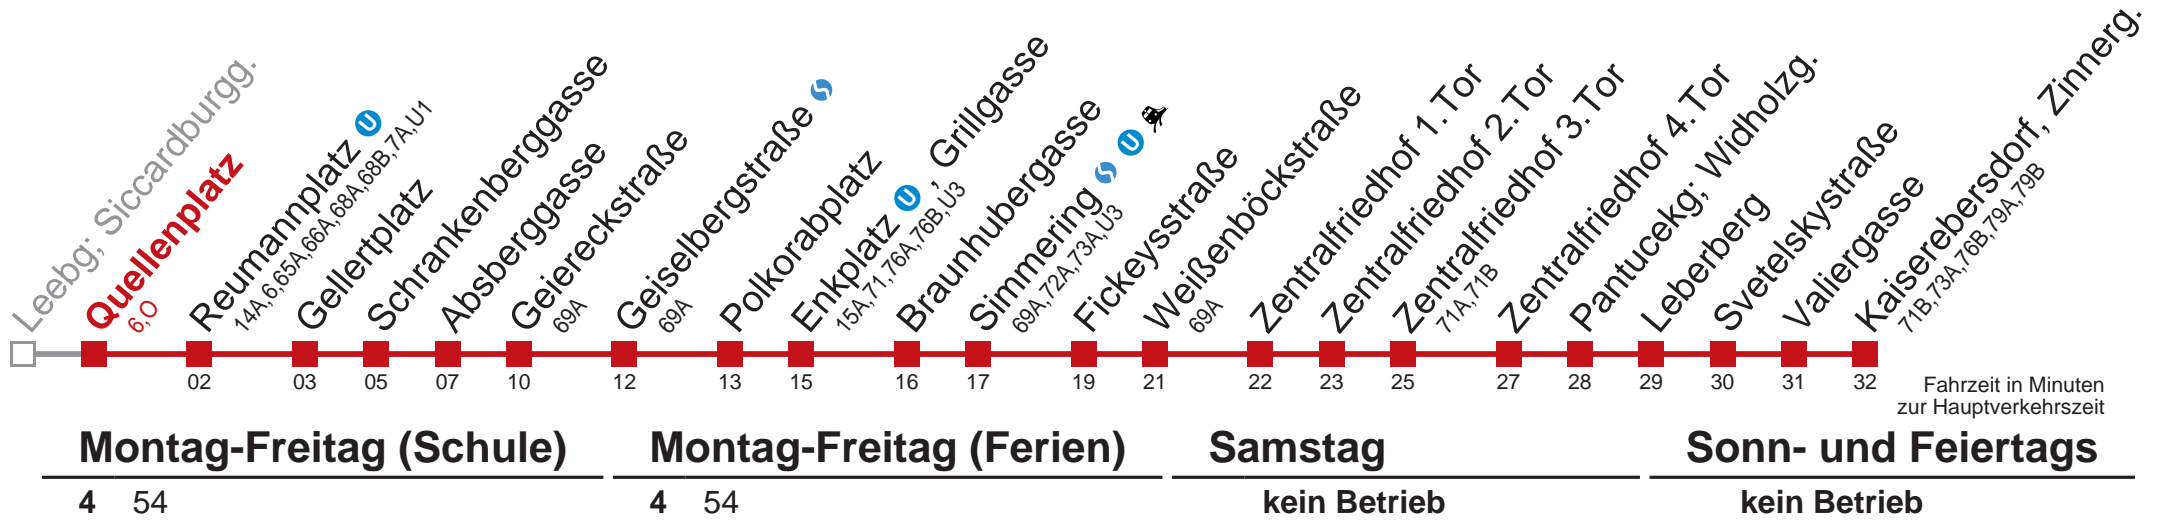 Leebg; Siccardburgg.
Quellenplatz
6,O
Reumannplatz U
14A,6,65A,66A,68A,68B,7A,U1
Gellertplatz
Schrankenberggasse
Absberggasse
Geiereckstraße
69A
Geiselbergstraße
69A
Polkorabplatz
Enkplatz U , Grillgasse
15A,71,76A,76B,U3
Braunhubergasse
Simmering U
69A,72A,73A,U3
Fickeysstraße
Weißenböckstraße
69A
Zentralfriedhof 1.Tor
Zentralfriedhof 2.Tor
Zentralfriedhof 3.Tor
71A,71B
Zentralfriedhof 4.Tor
Pantucekg; Widholzg.
Leberberg
Svetelskystraße
Valiergasse
Kaiserebersdorf, Zinnerg.
71B,73A,76B,79A,79B
02 03 05 07 10 12 13 15 16 17 19 21 22 23 25 27 28 29 30 31 32
Fahrzeit in Minuten
zur Hauptverkehrszeit
Montag-Freitag (Schule) Montag-Freitag (Ferien) Samstag Sonn- und Feiertags
4 54 4 54 kein Betrieb kein Betrieb